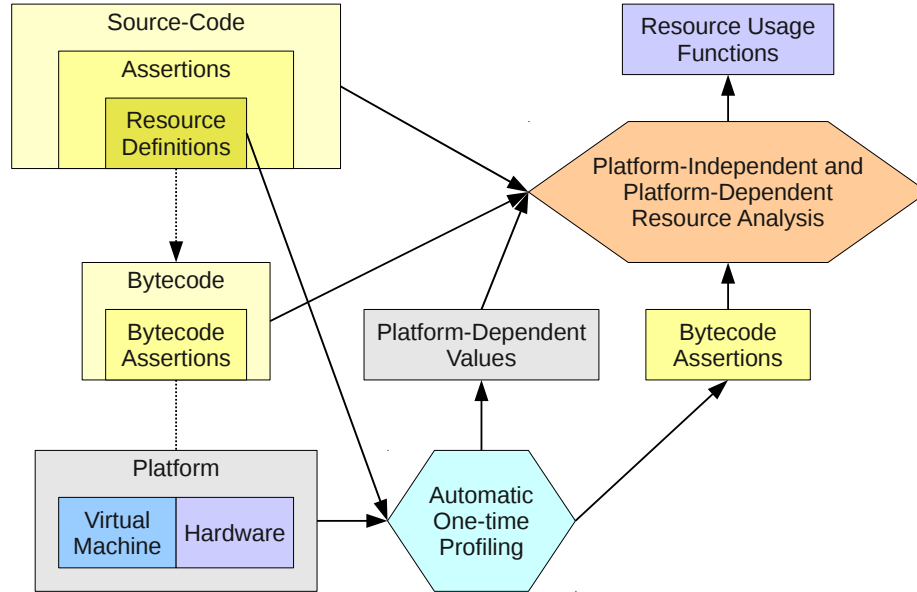 Source-Code
Assertions
Resource
Definitions
Resource Usage
Functions
Platform-Independent and
Platform-Dependent
Resource Analysis
Bytecode
Bytecode
Assertions
Platform-Dependent
Values
Bytecode
Assertions
Platform
Virtual
Machine
Hardware
Automatic
One-time
Profiling